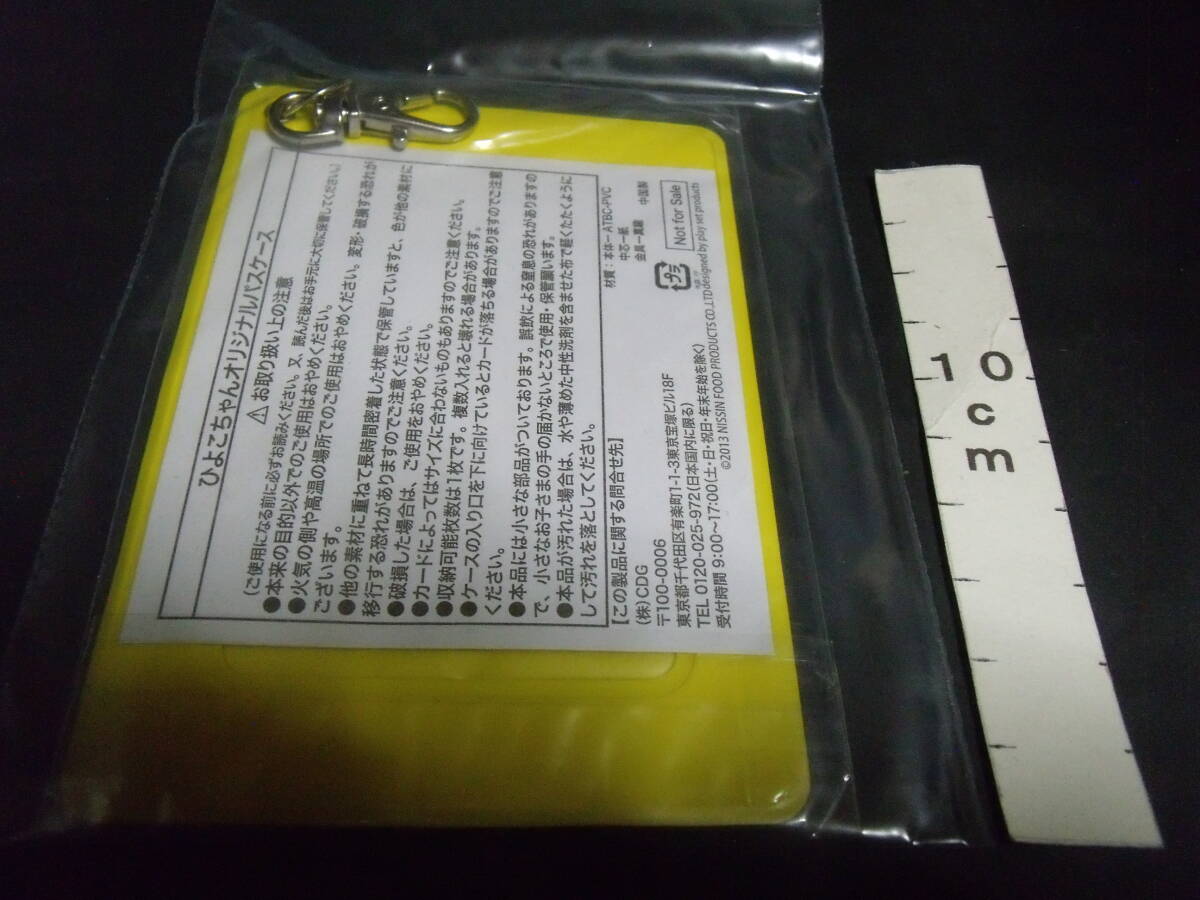 ひよこちゃんオリジナルパスケース
⚠お取り扱い上の注意
(ご使用になる前に必ずお読みください。又、読んだ後はお手元に大切に保管してください。)
●本来の目的以外でのご使用はおやめください。
●火気の側や高温の場所でのご使用はおやめください。変形・破損する恐れが
ございます。
●他の素材に重ねて長時間密着した状態で保管していますと、色が他の素材に
移行する恐れがありますのでご注意ください。
●破損した場合は、ご使用をおやめください。
●カードによってはサイズに合わないものもありますのでご注意ください。
●収納可能枚数は1枚です。複数入れると壊れる場合があります。
●ケースの入り口を下に向けているとカードが落ちる場合がありますのでご注意
ください。
●本品には小さな部品がついております。誤飲による窒息の恐れがありますの
で、小さなお子さまの手の届かないところで使用・保管願います。
●本品が汚れた場合は、水や薄めた中性洗剤を含ませた布で軽くたたくように
して汚れを落としてください。
【この製品に関する問合せ先】
(株)CDG
〒100-0006
東京都千代田区有楽町1-1-3東京宝塚ビル18F
TEL 0120-025-972(日本国内に限る)
受付時間 9:00〜17:00(土・日・祝日・年末年始を除く)
©2013 NISSIN FOOD PRODUCTS CO.,LTD designed by play set products
材質:本体ーATBC-PVC
中芯ー紙
金具ー真鍮
中国製
プラ
Not for Sale
10
cm